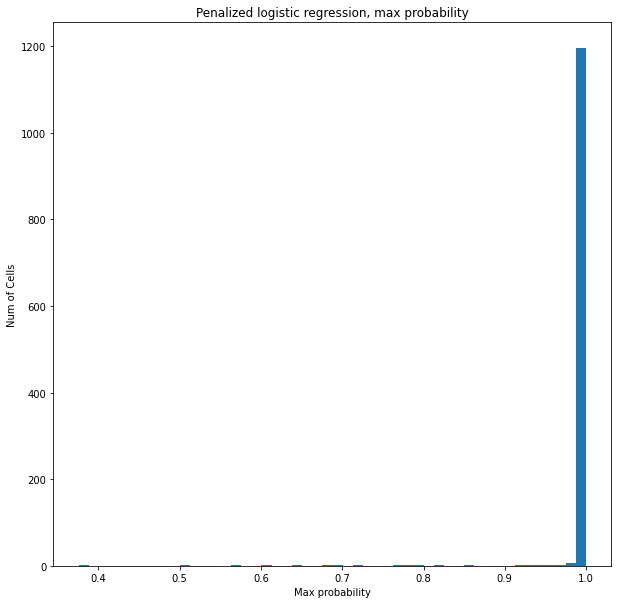 Penalized logistic regression, max probability
1200
1000
800
600
400
200
0
Num of Cells
0.4 0.5 0.6 0.7 0.8 0.9 1.0
Max probability